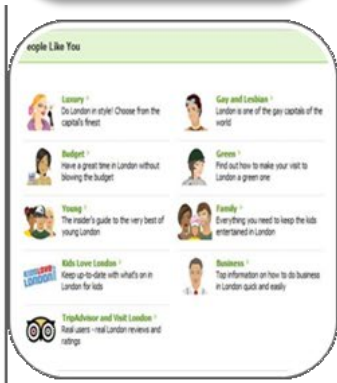 eople Like You
Luxury
Do London in style! Choose from the
capital's finest
Gay and Lesbian
London is one of the gay capitals of the
world
Budget
Have a great time in London without
blowing the budget
Green
Find out how to make your visit to
London a green one
Young
The insider's guide to the very best of
young London
Family
Everything you need to keep the kids
entertained in London
KIDS LOVE
LONDON!
Kids Love London
Keep up-to-date with what's on in
London for kids
Business
Top information on how to do business
in London quick and easily
TripAdvisor and Visit London
Real users - real London reviews and
ratings